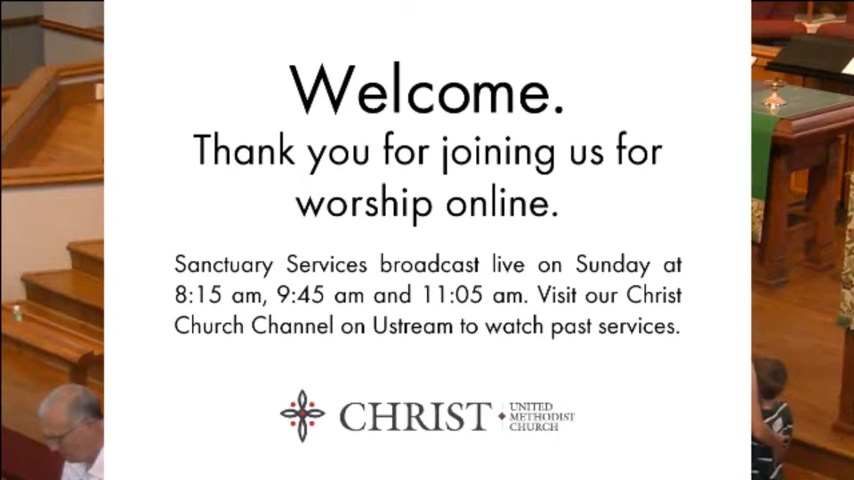 Welcome.
Thank you for joining us for
worship online.
Sanctuary Services broadcast live on Sunday at
8:15 am, 9:45 am and 11:05 am. Visit our Christ
Church Channel on Ustream to watch past services.
CHRIST
UNITED
METHODIST
CHURCH